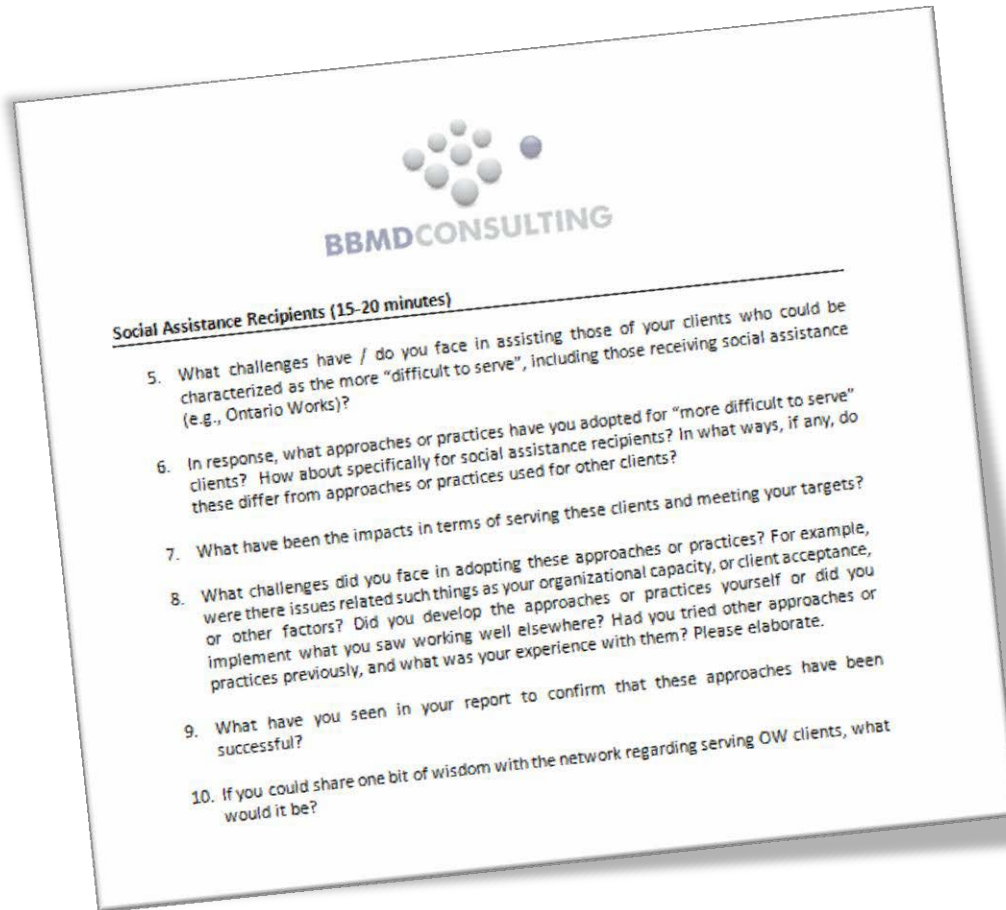 BBMDCONSULTING
Social Assistance Recipients (15-20 minutes)
5. What challenges have / do you face in assisting those of your clients who could be
characterized as the more "difficult to serve", including those receiving social assistance
(e.g., Ontario Works)?
6. In response, what approaches or practices have you adopted for "more difficult to serve"
clients? How about specifically for social assistance recipients? In what ways, if any, do
these differ from approaches or practices used for other clients?
7. What have been the impacts in terms of serving these clients and meeting your targets?
8. What challenges did you face in adopting these approaches or practices? For example,
were there issues related such things as your organizational capacity, or client acceptance,
or other factors? Did you develop the approaches or practices yourself or did you
implement what you saw working well elsewhere? Had you tried other approaches or
practices previously, and what was your experience with them? Please elaborate.
9. What have you seen in your report to confirm that these approaches have been
successful?
10. If you could share one bit of wisdom with the network regarding serving OW clients, what
would it be?